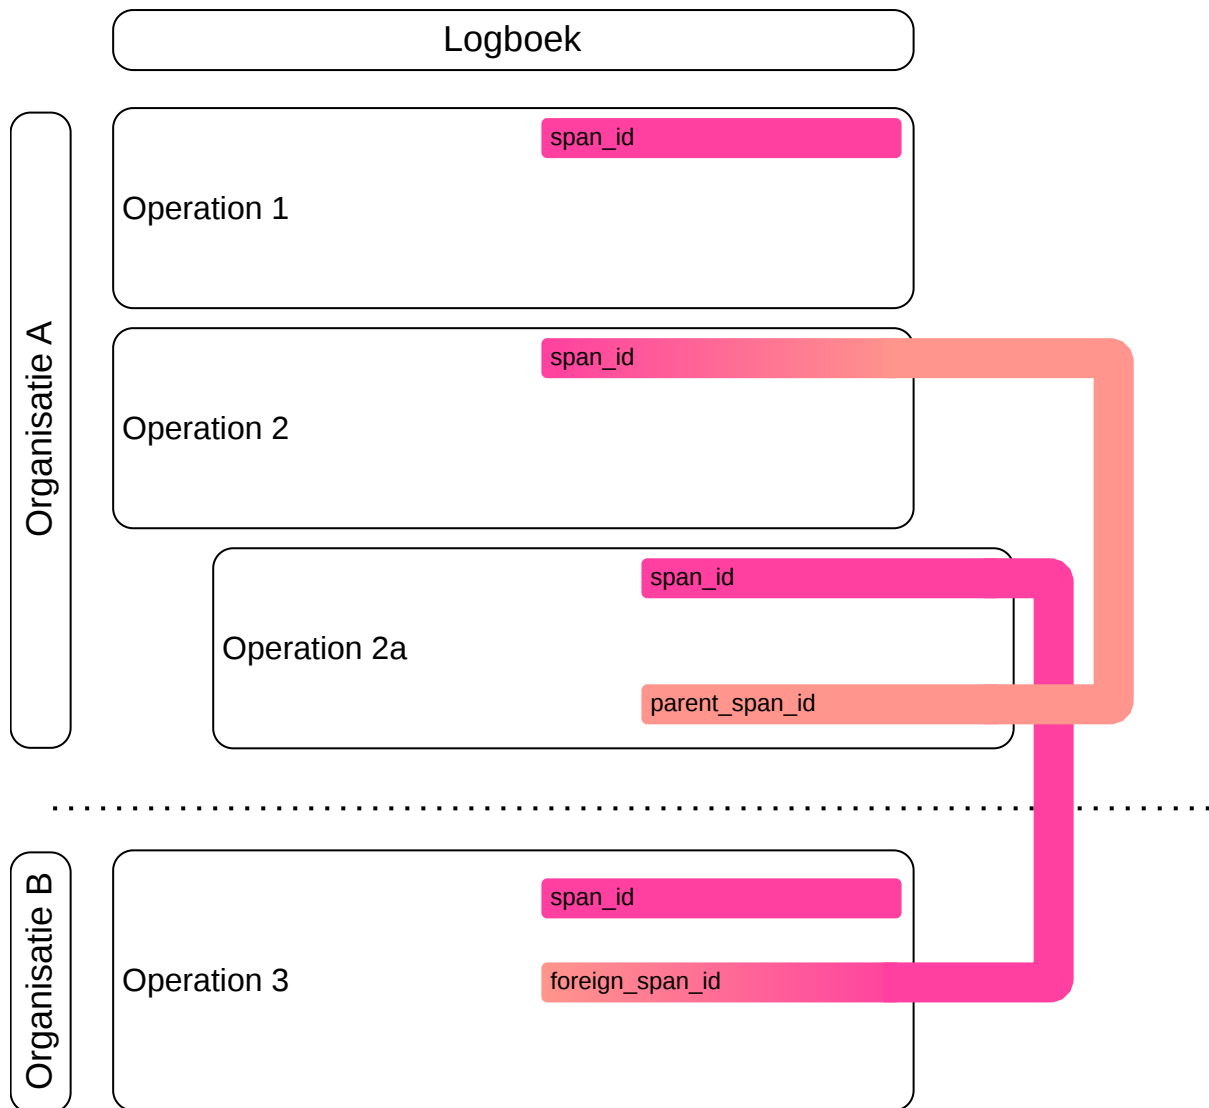 Logboek
Organisatie A
span_id
Operation 1
span_id
Operation 2
span_id
Operation 2a
parent_span_id
Organisatie B
span_id
Operation 3
foreign_span_id